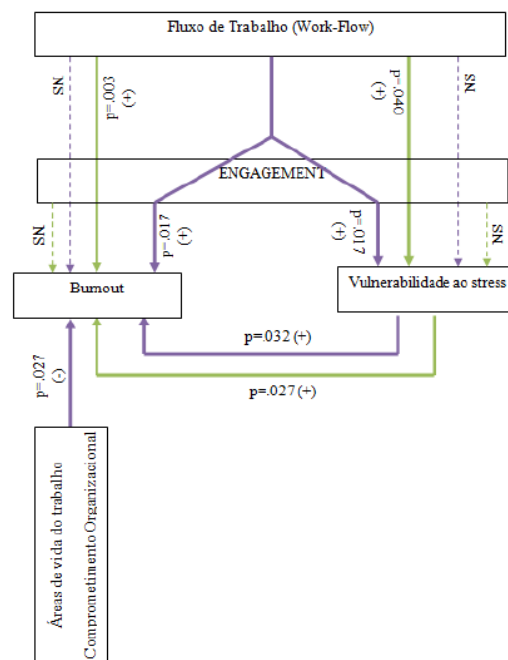 Fluxo de Trabalho (Work-Flow)
SN
p=.003
(+)
p=.040
(+)
SN
ENGAGEMENT
SN
p=.017
(+)
p=.017
(+)
SN
Burnout
Vulnerabilidade ao stress
p=.032 (+)
p=.027 (+)
p=.027
(-)
Áreas de vida do trabalho
Comprometimento Organizacional